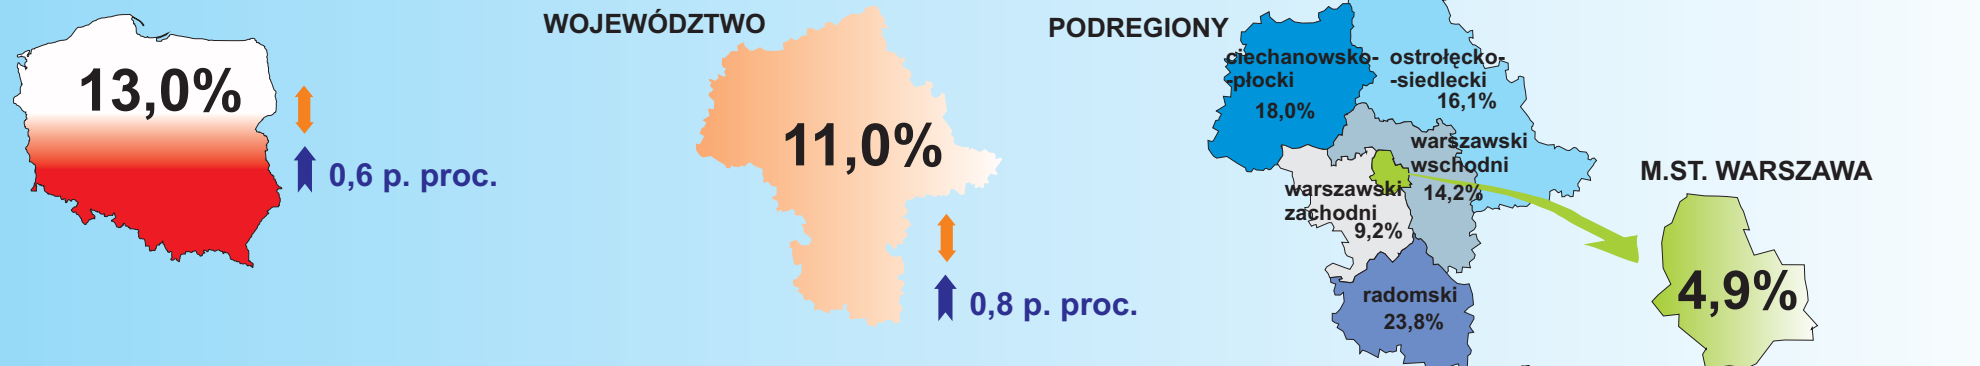 13,0%
0,6 p. proc.
WOJEWÓDZTWO
11,0%
0,8 p. proc.
PODREGIONY
ciechanowsko-
-płocki
18,0%
ostrołęcko-
-siedlecki
16,1%
warszawski
wschodni
14,2%
warszawski
zachodni
9,2%
radomski
23,8%
M.ST. WARSZAWA
4,9%